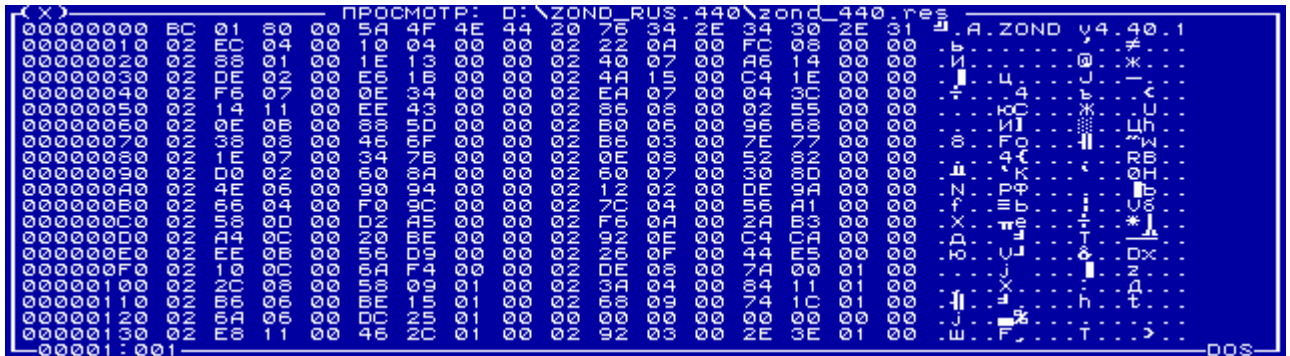 (X) ПРОСМОТР: D:\ZOND_RUS.440\zond_440.res
00000000 BC 01 80 00 5A 4F 4E 44 20 76 34 2E 34 30 2E 31 ╝.А.ZOND v4.40.1
00000010 02 EC 04 00 10 04 00 00 02 22 0A 00 FC 08 00 00 .ь......."..≠...
00000020 02 88 01 00 1E 13 00 00 02 40 07 00 A6 14 00 00 .И.......@..ж...
00000030 02 DE 02 00 E6 1B 00 00 02 4A 15 00 C4 1E 00 00 .▐..ц....J..─...
00000040 02 F6 07 00 0E 34 00 00 02 EA 07 00 04 3C 00 00 .÷...4...ъ...<..
00000050 02 14 11 00 EE 43 00 00 02 86 08 00 02 55 00 00 ....юC...Ж...U..
00000060 02 0E 0B 00 88 5D 00 00 02 B0 06 00 96 68 00 00 ....И]...░..Цh..
00000070 02 38 08 00 46 6F 00 00 02 B6 03 00 7E 77 00 00 .8..Fo...╢..~w..
00000080 02 1E 07 00 34 7B 00 00 02 0E 08 00 52 82 00 00 ....4{......RВ..
00000090 02 D0 02 00 60 8A 00 00 02 60 07 00 30 8D 00 00 .╨..`К...`..0Н..
000000A0 02 4E 06 00 90 94 00 00 02 12 02 00 DE 9A 00 00 .N..РФ......▐Ъ..
000000B0 02 66 04 00 F0 9C 00 00 02 7C 04 00 56 A1 00 00 .f..≡Ь...|..Vб..
000000C0 02 58 0D 00 D2 A5 00 00 02 F6 0A 00 2A B3 00 00 .X..╥е...÷..*│..
000000D0 02 A4 0C 00 20 BE 00 00 02 92 0E 00 C4 CA 00 00 .д.. ╛...Т..─╩..
000000E0 02 EE 0B 00 56 D9 00 00 02 26 0F 00 44 E5 00 00 .ю..V┘...&..Dх..
000000F0 02 10 0C 00 6A F4 00 00 02 DE 08 00 7A 00 01 00 ....j....▐..z...
00000100 02 2C 08 00 58 09 01 00 02 3A 04 00 84 11 01 00 .,..X....:..Д...
00000110 02 B6 06 00 BE 15 01 00 02 68 09 00 74 1C 01 00 .╢..╛....h..t...
00000120 02 6A 06 00 DC 25 01 00 00 00 00 00 00 00 00 00 .j..▄%..........
00000130 02 E8 11 00 46 2C 01 00 02 92 03 00 2E 3E 01 00 .ш..F,...Т...>..
00001:001 DOS